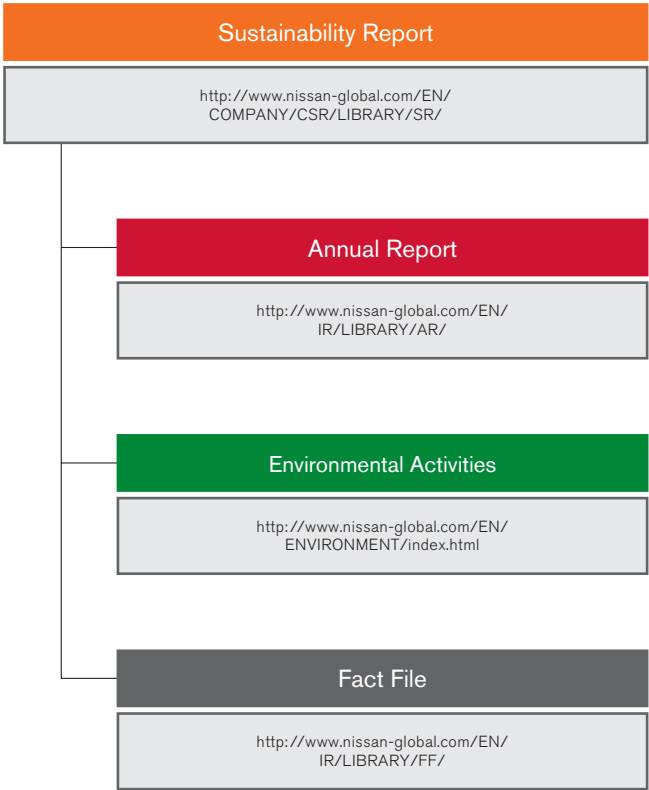 Sustainability Report
http://www.nissan-global.com/EN/
COMPANY/CSR/LIBRARY/SR/
Annual Report
http://www.nissan-global.com/EN/
IR/LIBRARY/AR/
Environmental Activities
http://www.nissan-global.com/EN/
ENVIRONMENT/index.html
Fact File
http://www.nissan-global.com/EN/
IR/LIBRARY/FF/